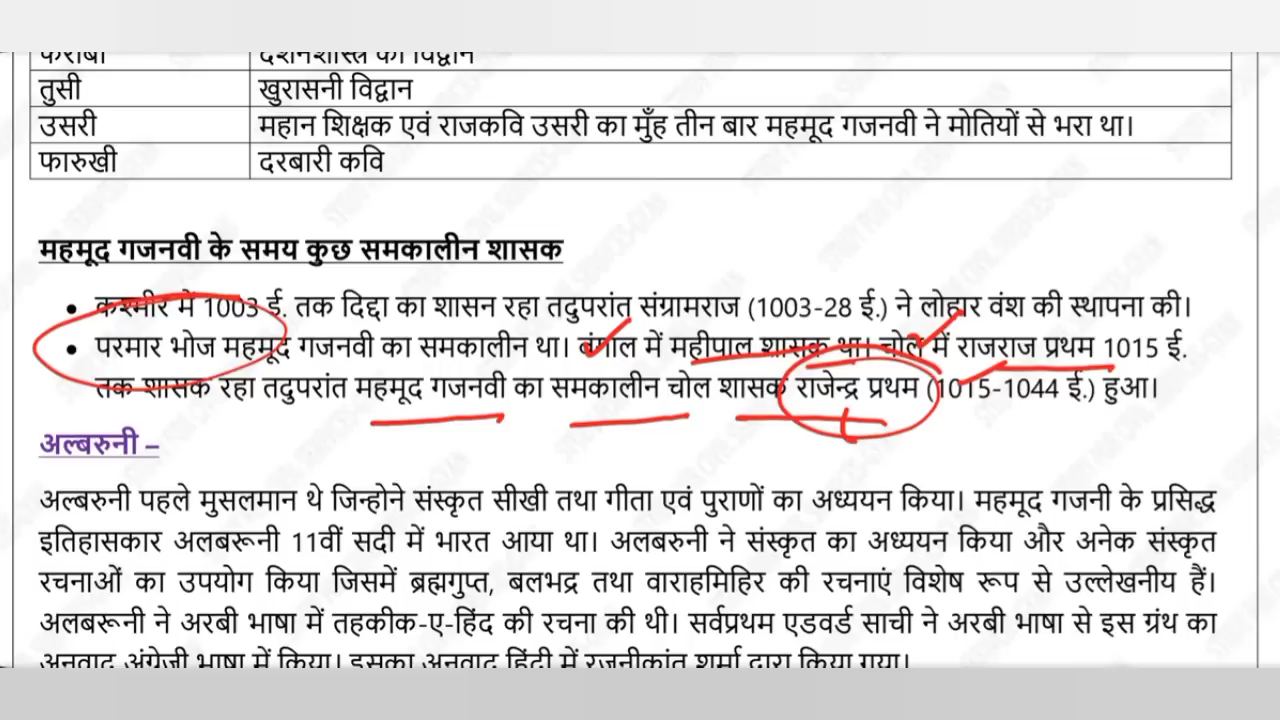 फराबी दर्शनशास्त्र का विद्वान
तुसी खुरासनी विद्वान
उसरी महान शिक्षक एवं राजकवि उसरी का मुँह तीन बार महमूद गजनवी ने मोतियों से भरा था।
फारुखी दरबारी कवि
महमूद गजनवी के समय कुछ समकालीन शासक
• कश्मीर में 1003 ई. तक दिद्दा का शासन रहा तदुपरांत संग्रामराज (1003-28 ई.) ने लोहार वंश की स्थापना की।
• परमार भोज महमूद गजनवी का समकालीन था। बंगाल में महीपाल शासक था। चोल में राजराज प्रथम 1015 ई.
तक शासक रहा तदुपरांत महमूद गजनवी का समकालीन चोल शासक राजेन्द्र प्रथम (1015-1044 ई.) हुआ।
अल्बरुनी –
अल्बरुनी पहले मुसलमान थे जिन्होने संस्कृत सीखी तथा गीता एवं पुराणों का अध्ययन किया। महमूद गजनी के प्रसिद्ध
इतिहासकार अलबरूनी 11वीं सदी में भारत आया था। अलबरुनी ने संस्कृत का अध्ययन किया और अनेक संस्कृत
रचनाओं का उपयोग किया जिसमें ब्रह्मगुप्त, बलभद्र तथा वाराहमिहिर की रचनाएं विशेष रूप से उल्लेखनीय हैं।
अलबरूनी ने अरबी भाषा में तहकीक-ए-हिंद की रचना की थी। सर्वप्रथम एडवर्ड साची ने अरबी भाषा से इस ग्रंथ का
अनुवाद अंग्रेजी भाषा में किया। इसका अनुवाद हिंदी में रजनीकांत शर्मा द्वारा किया गया।